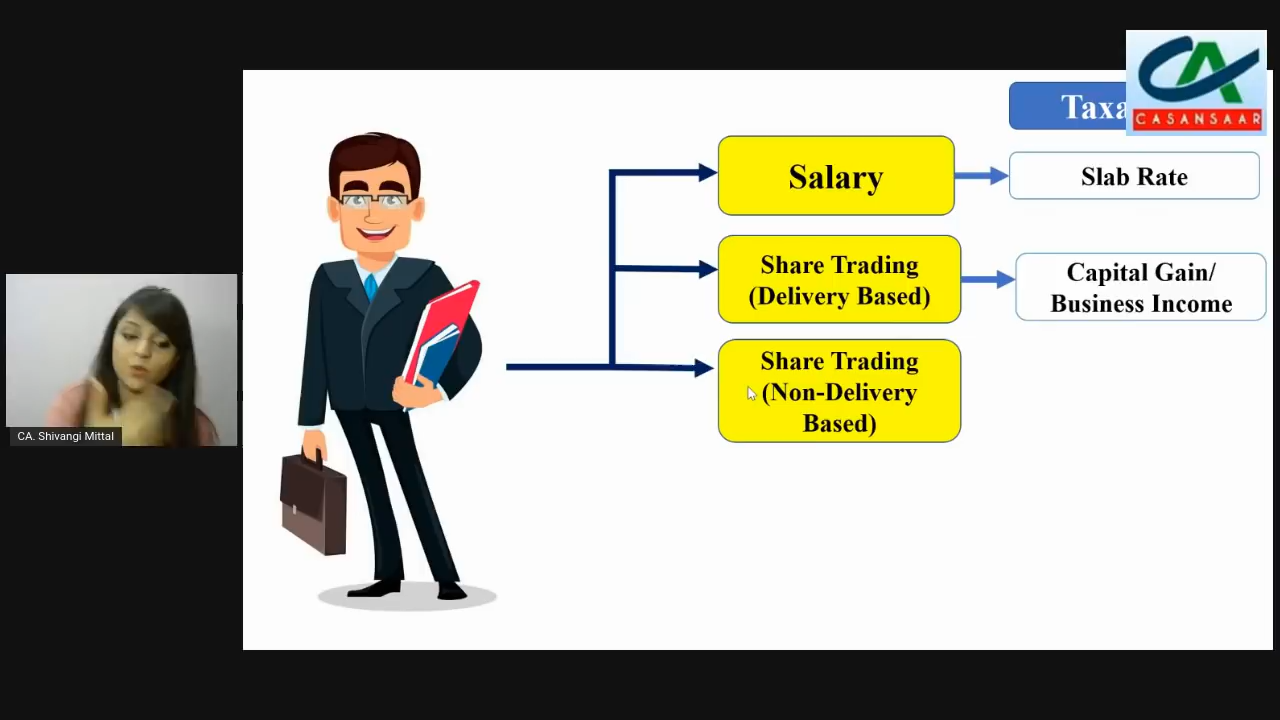 Taxa
CASANSAAR
Salary
Slab Rate
Share Trading
(Delivery Based)
Capital Gain/
Business Income
Share Trading
(Non-Delivery
Based)
CA. Shivangi Mittal